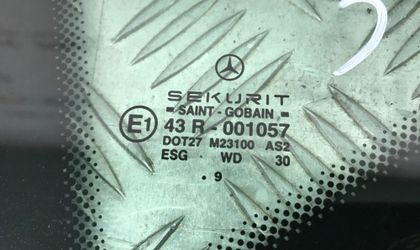 SEKURIT
SAINT - GOBAIN
E1 43 R - 001057
DOT27 M23100 AS2
ESG WD 30
. 9